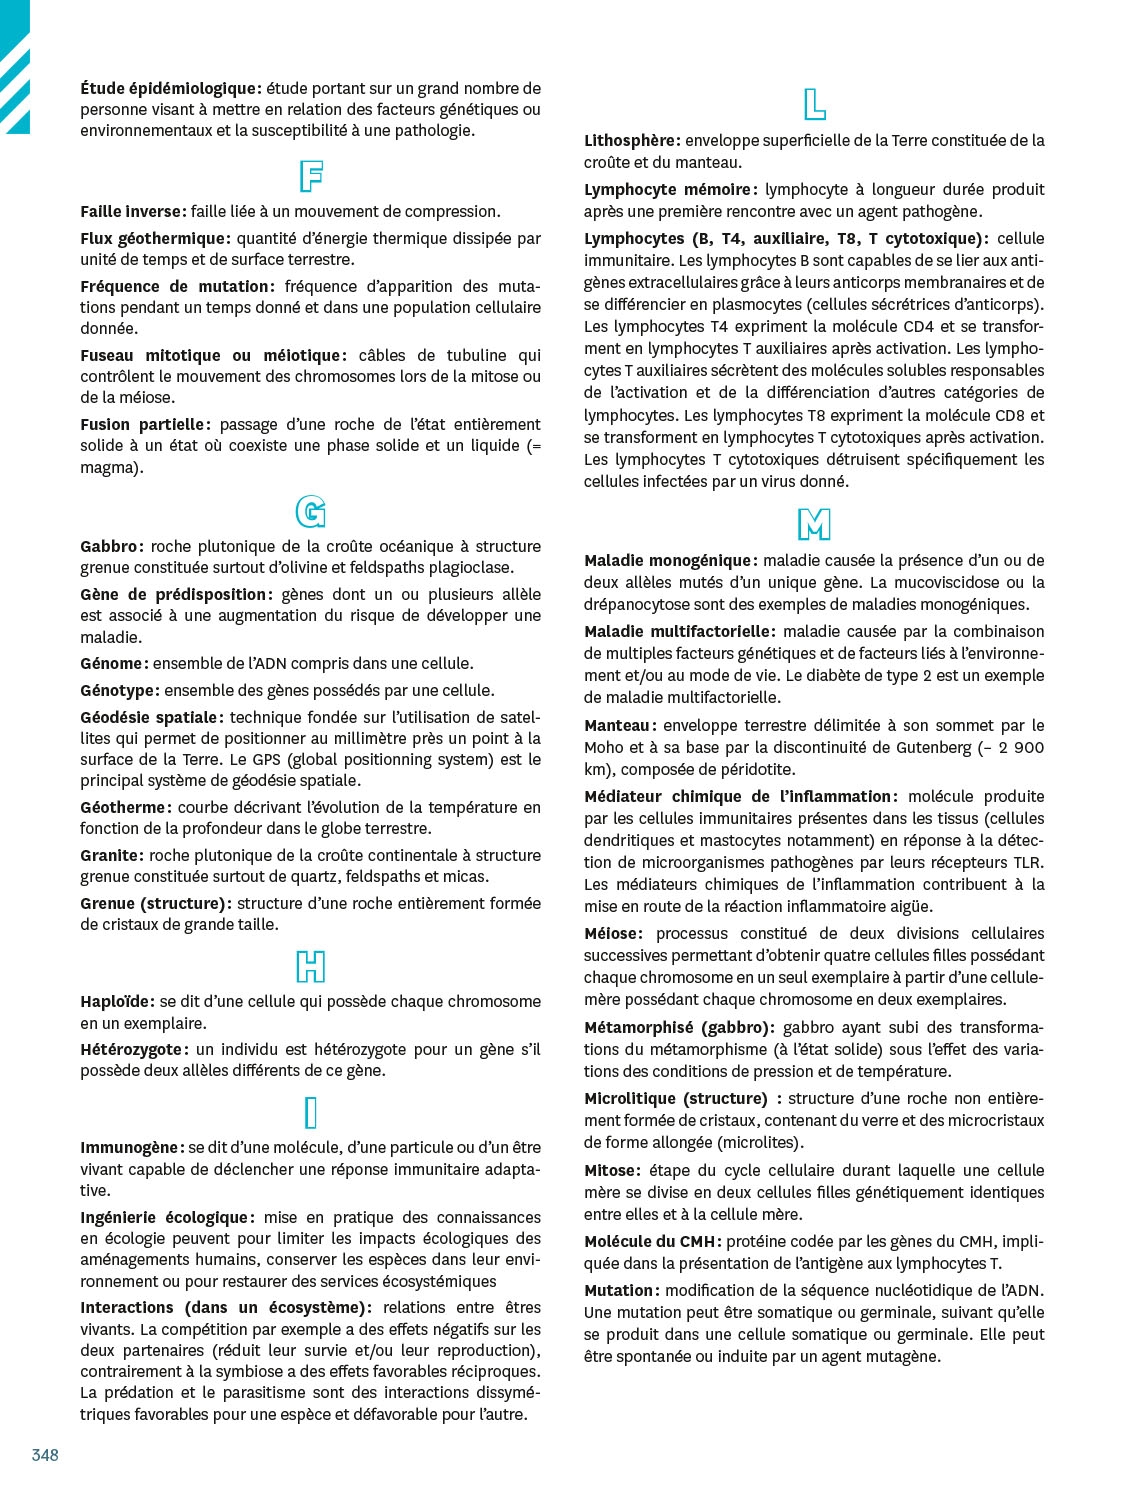 Étude épidémiologique : étude portant sur un grand nombre de
personne visant à mettre en relation des facteurs génétiques ou
environnementaux et la susceptibilité à une pathologie.
F
Faille inverse : faille liée à un mouvement de compression.
Flux géothermique : quantité d’énergie thermique dissipée par
unité de temps et de surface terrestre.
Fréquence de mutation : fréquence d’apparition des muta-
tions pendant un temps donné et dans une population cellulaire
donnée.
Fuseau mitotique ou méiotique : câbles de tubuline qui
contrôlent le mouvement des chromosomes lors de la mitose ou
de la méiose.
Fusion partielle : passage d’une roche de l’état entièrement
solide à un état où coexiste une phase solide et un liquide (=
magma).
G
Gabbro : roche plutonique de la croûte océanique à structure
grenue constituée surtout d’olivine et feldspaths plagioclase.
Gène de prédisposition : gènes dont un ou plusieurs allèle
est associé à une augmentation du risque de développer une
maladie.
Génome : ensemble de l’ADN compris dans une cellule.
Génotype : ensemble des gènes possédés par une cellule.
Géodésie spatiale : technique fondée sur l’utilisation de satel-
lites qui permet de positionner au millimètre près un point à la
surface de la Terre. Le GPS (global positionning system) est le
principal système de géodésie spatiale.
Géotherme : courbe décrivant l’évolution de la température en
fonction de la profondeur dans le globe terrestre.
Granite : roche plutonique de la croûte continentale à structure
grenue constituée surtout de quartz, feldspaths et micas.
Grenue (structure) : structure d’une roche entièrement formée
de cristaux de grande taille.
H
Haploïde : se dit d’une cellule qui possède chaque chromosome
en un exemplaire.
Hétérozygote : un individu est hétérozygote pour un gène s’il
possède deux allèles différents de ce gène.
I
Immunogène : se dit d’une molécule, d’une particule ou d’un être
vivant capable de déclencher une réponse immunitaire adapta-
tive.
Ingénierie écologique : mise en pratique des connaissances
en écologie peuvent pour limiter les impacts écologiques des
aménagements humains, conserver les espèces dans leur envi-
ronnement ou pour restaurer des services écosystémiques
Interactions (dans un écosystème) : relations entre êtres
vivants. La compétition par exemple a des effets négatifs sur les
deux partenaires (réduit leur survie et/ou leur reproduction),
contrairement à la symbiose a des effets favorables réciproques.
La prédation et le parasitisme sont des interactions dissymé-
triques favorables pour une espèce et défavorable pour l’autre.
L
Lithosphère : enveloppe superficielle de la Terre constituée de la
croûte et du manteau.
Lymphocyte mémoire : lymphocyte à longueur durée produit
après une première rencontre avec un agent pathogène.
Lymphocytes (B, T4, auxiliaire, T8, T cytotoxique) : cellule
immunitaire. Les lymphocytes B sont capables de se lier aux anti-
gènes extracellulaires grâce à leurs anticorps membranaires et de
se différencier en plasmocytes (cellules sécrétrices d’anticorps).
Les lymphocytes T4 expriment la molécule CD4 et se transfor-
ment en lymphocytes T auxiliaires après activation. Les lympho-
cytes T auxiliaires sécrètent des molécules solubles responsables
de l’activation et de la différenciation d’autres catégories de
lymphocytes. Les lymphocytes T8 expriment la molécule CD8 et
se transforment en lymphocytes T cytotoxiques après activation.
Les lymphocytes T cytotoxiques détruisent spécifiquement les
cellules infectées par un virus donné.
M
Maladie monogénique : maladie causée la présence d’un ou de
deux allèles mutés d’un unique gène. La mucoviscidose ou la
drépanocytose sont des exemples de maladies monogéniques.
Maladie multifactorielle : maladie causée par la combinaison
de multiples facteurs génétiques et de facteurs liés à l’environne-
ment et/ou au mode de vie. Le diabète de type 2 est un exemple
de maladie multifactorielle.
Manteau : enveloppe terrestre délimitée à son sommet par le
Moho et à sa base par la discontinuité de Gutenberg (– 2 900
km), composée de péridotite.
Médiateur chimique de l’inflammation : molécule produite
par les cellules immunitaires présentes dans les tissus (cellules
dendritiques et mastocytes notamment) en réponse à la détec-
tion de microorganismes pathogènes par leurs récepteurs TLR.
Les médiateurs chimiques de l’inflammation contribuent à la
mise en route de la réaction inflammatoire aigüe.
Méiose : processus constitué de deux divisions cellulaires
successives permettant d’obtenir quatre cellules filles possédant
chaque chromosome en un seul exemplaire à partir d’une cellule-
mère possédant chaque chromosome en deux exemplaires.
Métamorphisé (gabbro) : gabbro ayant subi des transforma-
tions du métamorphisme (à l’état solide) sous l’effet des varia-
tions des conditions de pression et de température.
Microlitique (structure) : structure d’une roche non entière-
ment formée de cristaux, contenant du verre et des microcristaux
de forme allongée (microlites).
Mitose : étape du cycle cellulaire durant laquelle une cellule
mère se divise en deux cellules filles génétiquement identiques
entre elles et à la cellule mère.
Molécule du CMH : protéine codée par les gènes du CMH, impli-
quée dans la présentation de l’antigène aux lymphocytes T.
Mutation : modification de la séquence nucléotidique de l’ADN.
Une mutation peut être somatique ou germinale, suivant qu’elle
se produit dans une cellule somatique ou germinale. Elle peut
être spontanée ou induite par un agent mutagène.
348